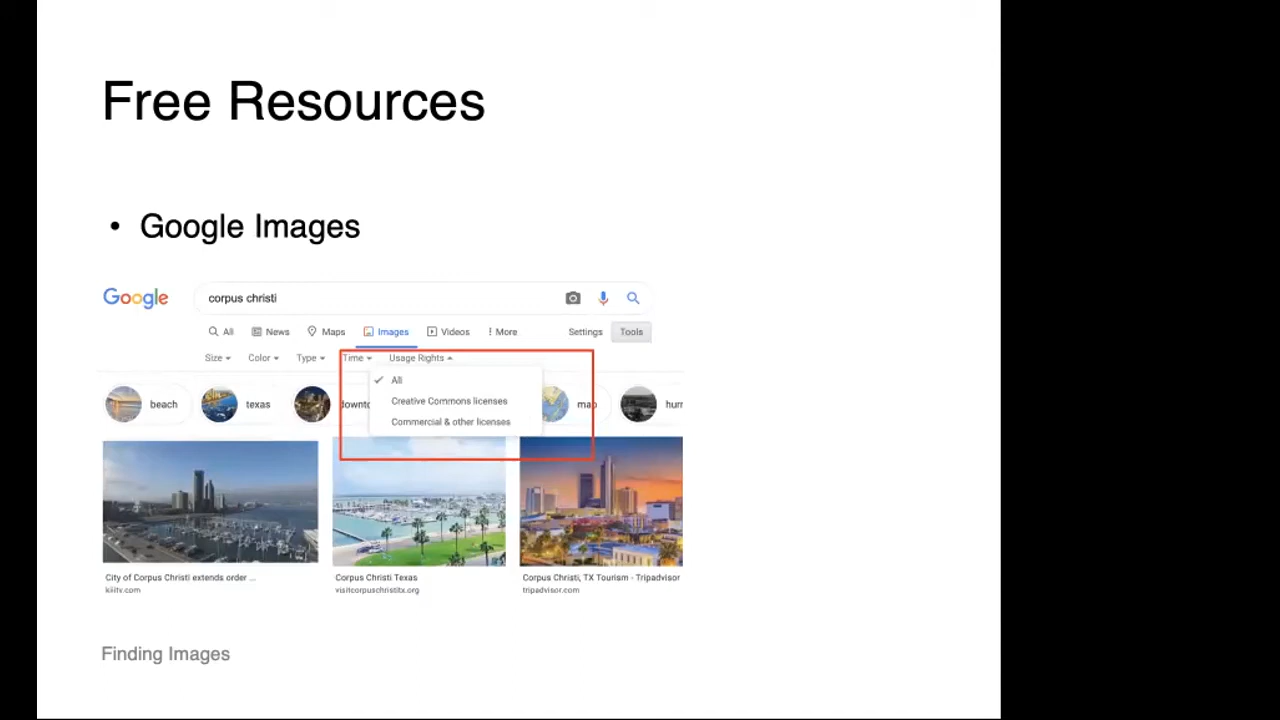 Free Resources
• Google Images
Google corpus christi
All News Maps Images Videos More Settings Tools
Size Color Type Time Usage Rights
All
Creative Commons licenses
Commercial & other licenses
beach texas downto map hurr
City of Corpus Christi extends order ... Corpus Christi Texas Corpus Christi, TX Tourism - Tripadvisor
kiiitv.com visitcorpuschristitx.org tripadvisor.com
Finding Images